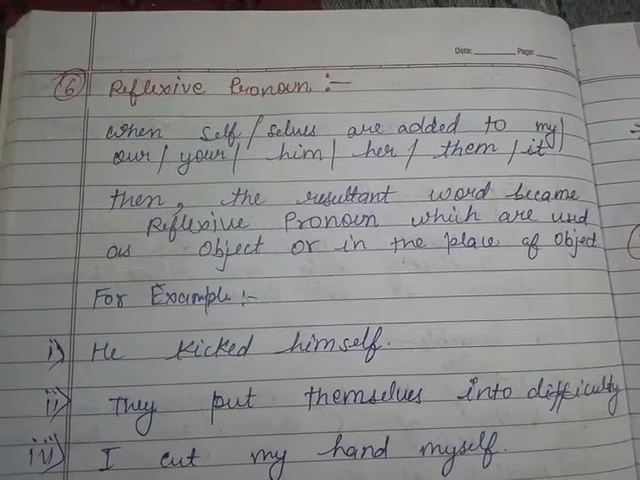 Date: ________ Page: ______
6 Reflexive Pronoun :-
When self/selves are added to my/
our/ your/ him/ her/ them/ it
then, the resultant word became
Reflexive Pronoun which are used
as object or in the place of object
For Example :-
i) He kicked himself.
ii) They put themselves into difficulty
iii) I cut my hand myself.